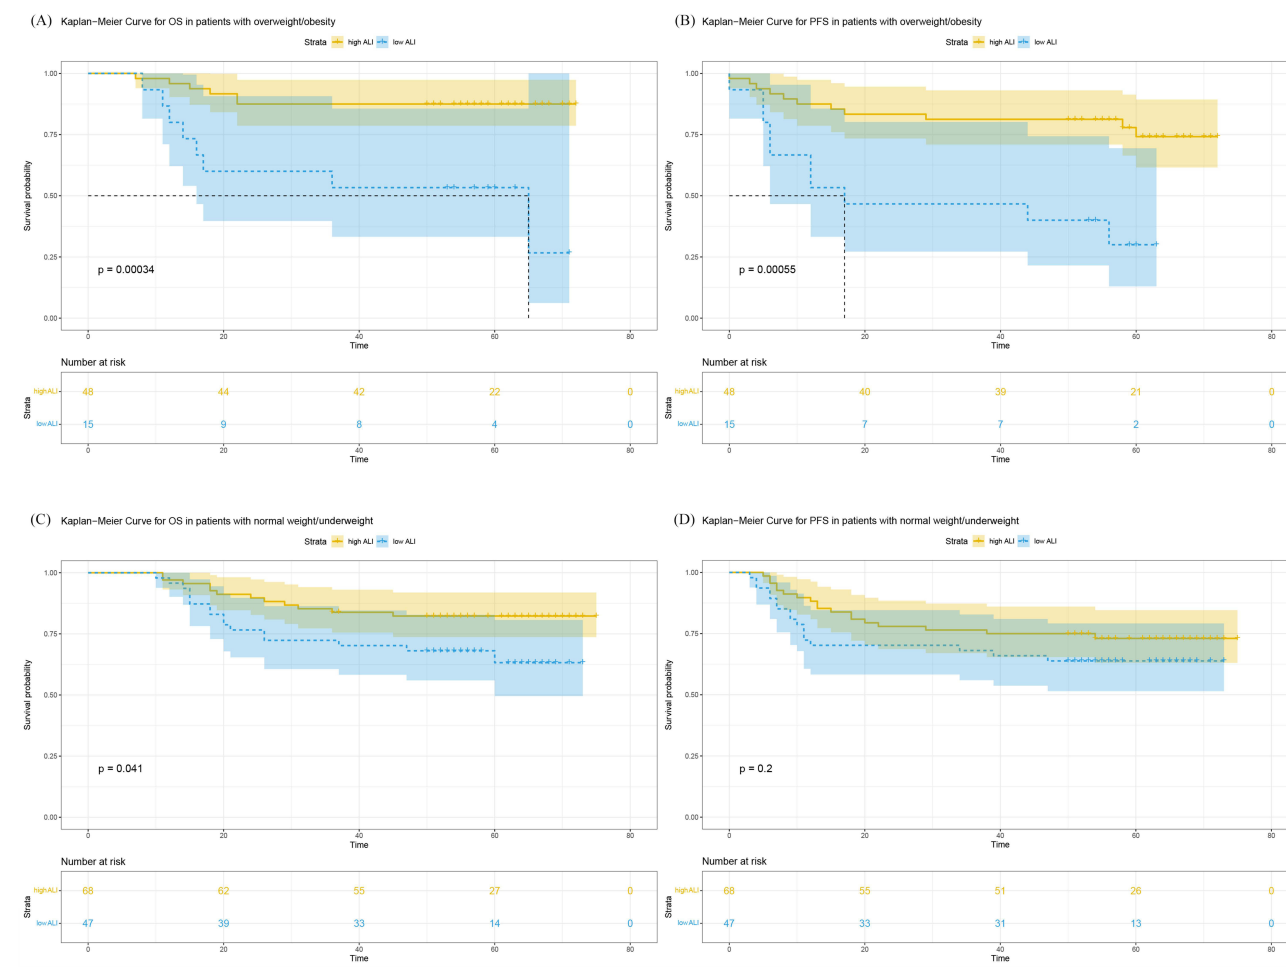 (A) Kaplan−Meier Curve for OS in patients with overweight/obesity
Strata high ALI low ALI
1.00
0.75
0.50
0.25
0.00
Survival probability
p = 0.00034
0 20 40 60 80
Time
Number at risk
Strata
high ALI 48 44 42 22 0
low ALI 15 9 8 4 0
0 20 40 60 80
Time
(B) Kaplan−Meier Curve for PFS in patients with overweight/obesity
Strata high ALI low ALI
1.00
0.75
0.50
0.25
0.00
Survival probability
p = 0.00055
0 20 40 60 80
Time
Number at risk
Strata
high ALI 48 40 39 21 0
low ALI 15 7 7 2 0
0 20 40 60 80
Time
(C) Kaplan−Meier Curve for OS in patients with normal weight/underweight
Strata high ALI low ALI
1.00
0.75
0.50
0.25
0.00
Survival probability
p = 0.041
0 20 40 60 80
Time
Number at risk
Strata
high ALI 68 62 55 27 0
low ALI 47 39 33 14 0
0 20 40 60 80
Time
(D) Kaplan−Meier Curve for PFS in patients with normal weight/underweight
Strata high ALI low ALI
1.00
0.75
0.50
0.25
0.00
Survival probability
p = 0.2
0 20 40 60 80
Time
Number at risk
Strata
high ALI 68 55 51 26 0
low ALI 47 33 31 13 0
0 20 40 60 80
Time